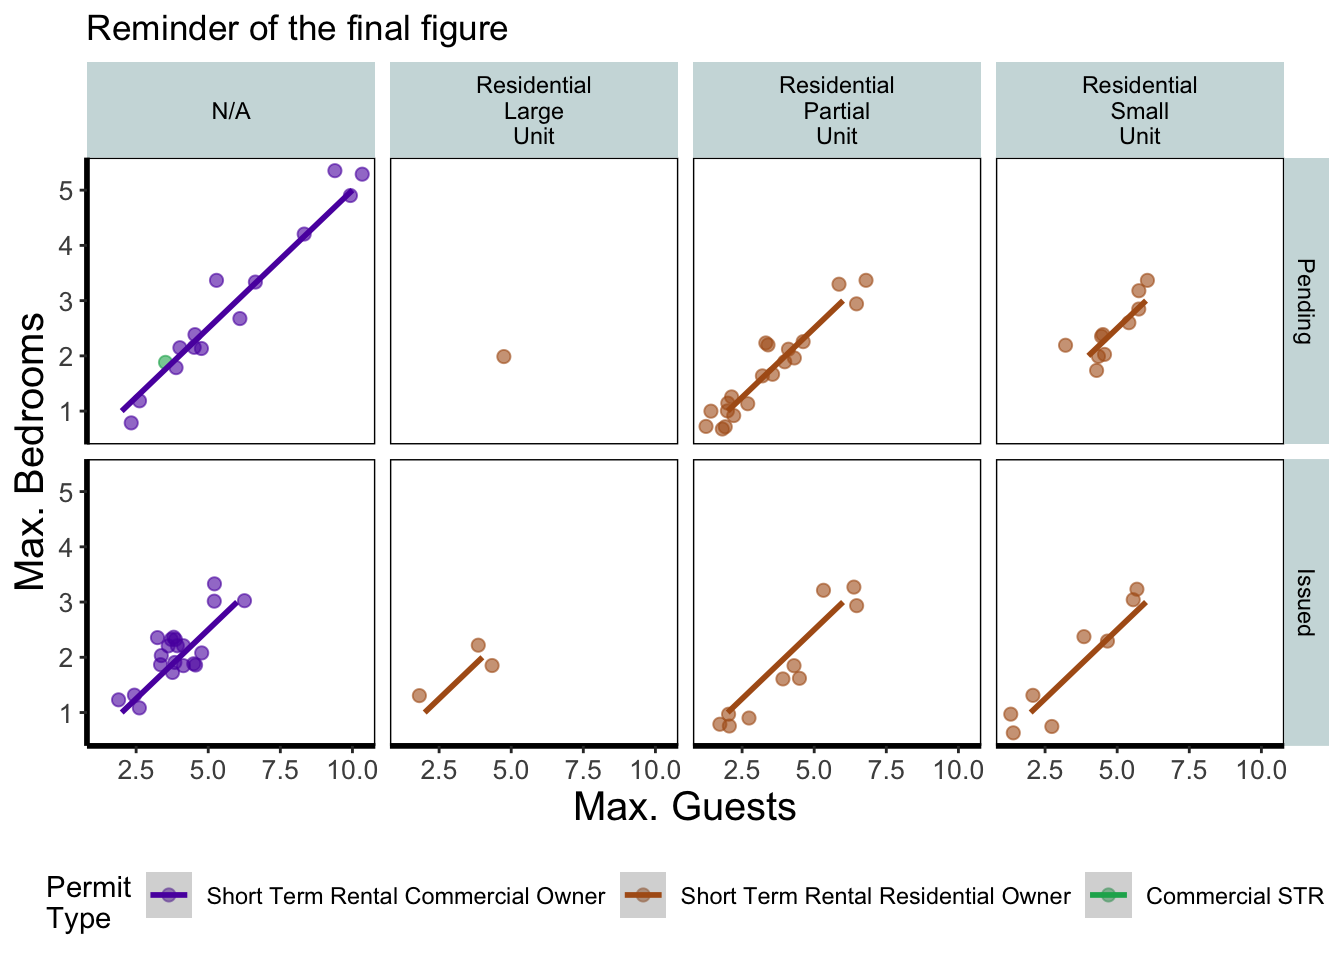 Reminder of the final figure
N/A
Residential
Large
Unit
Residential
Partial
Unit
Residential
Small
Unit
Max. Bedrooms
5
4
3
2
1
Pending
5
4
3
2
1
Issued
2.5 5.0 7.5 10.0 2.5 5.0 7.5 10.0 2.5 5.0 7.5 10.0 2.5 5.0 7.5 10.0
Max. Guests
Permit
Type
Short Term Rental Commercial Owner Short Term Rental Residential Owner Commercial STR